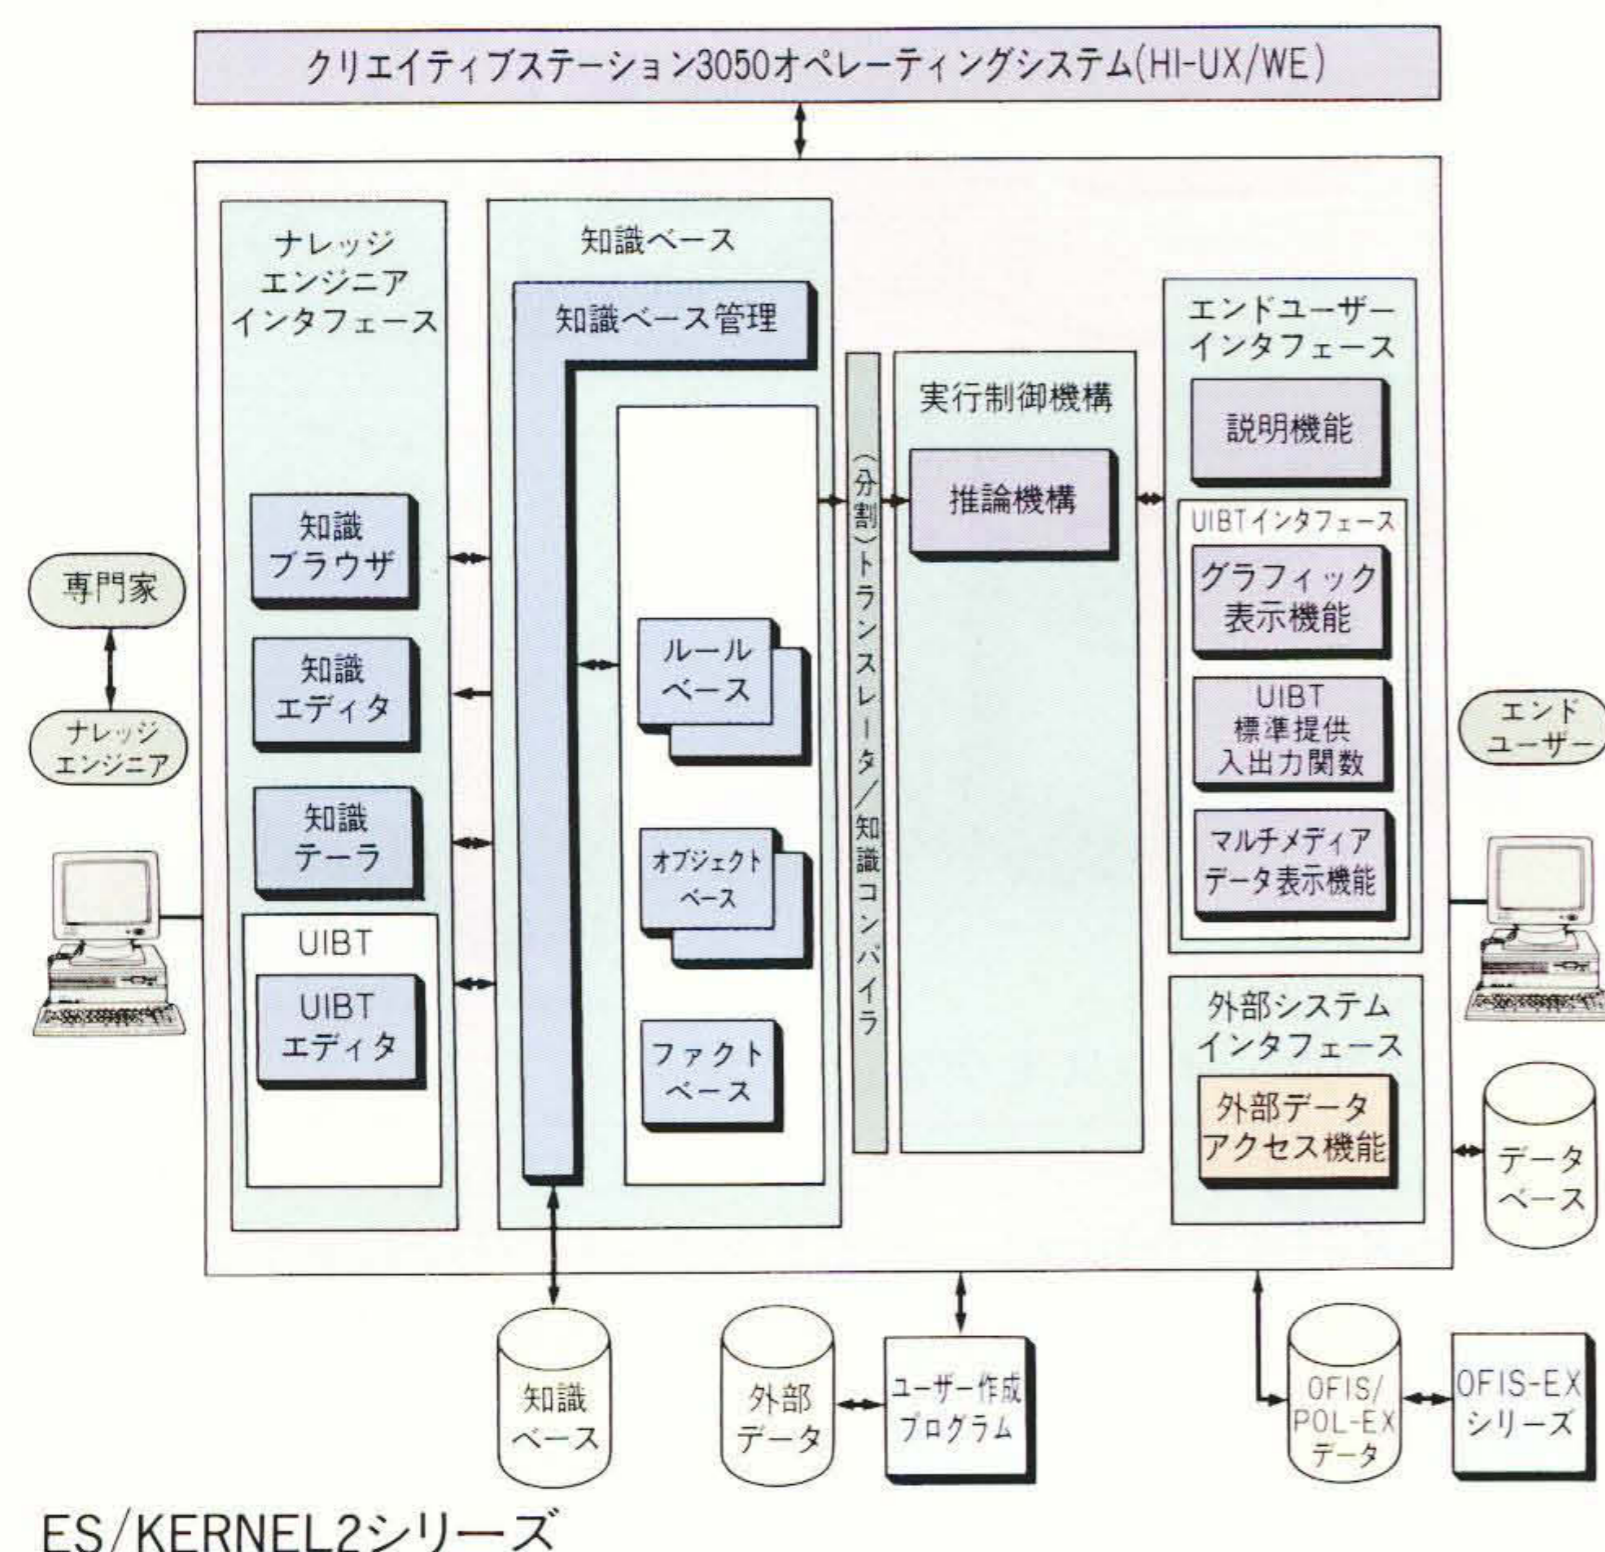 クリエイティブステーション3050オペレーティングシステム(HI-UX/WE)
ナレッジ
エンジニア
インタフェース
知識
ブラウザ
知識
エディタ
知識
テーラ
UIBT
UIBT
エディタ
専門家
ナレッジ
エンジニア
知識ベース
知識ベース管理
ルール
ベース
オブジェクト
ベース
ファクト
ベース
(分割)トランスレータ/知識コンパイラ
実行制御機構
推論機構
エンドユーザー
インタフェース
説明機能
UIBTインタフェース
グラフィック
表示機能
UIBT
標準提供
入出力関数
マルチメディア
データ表示機能
外部システム
インタフェース
外部データ
アクセス機能
エンド
ユーザー
データ
ベース
知識
ベース
外部
データ
ユーザー作成
プログラム
OFIS/
POL-EX
データ
OFIS-EX
シリーズ
ES/KERNEL2シリーズ